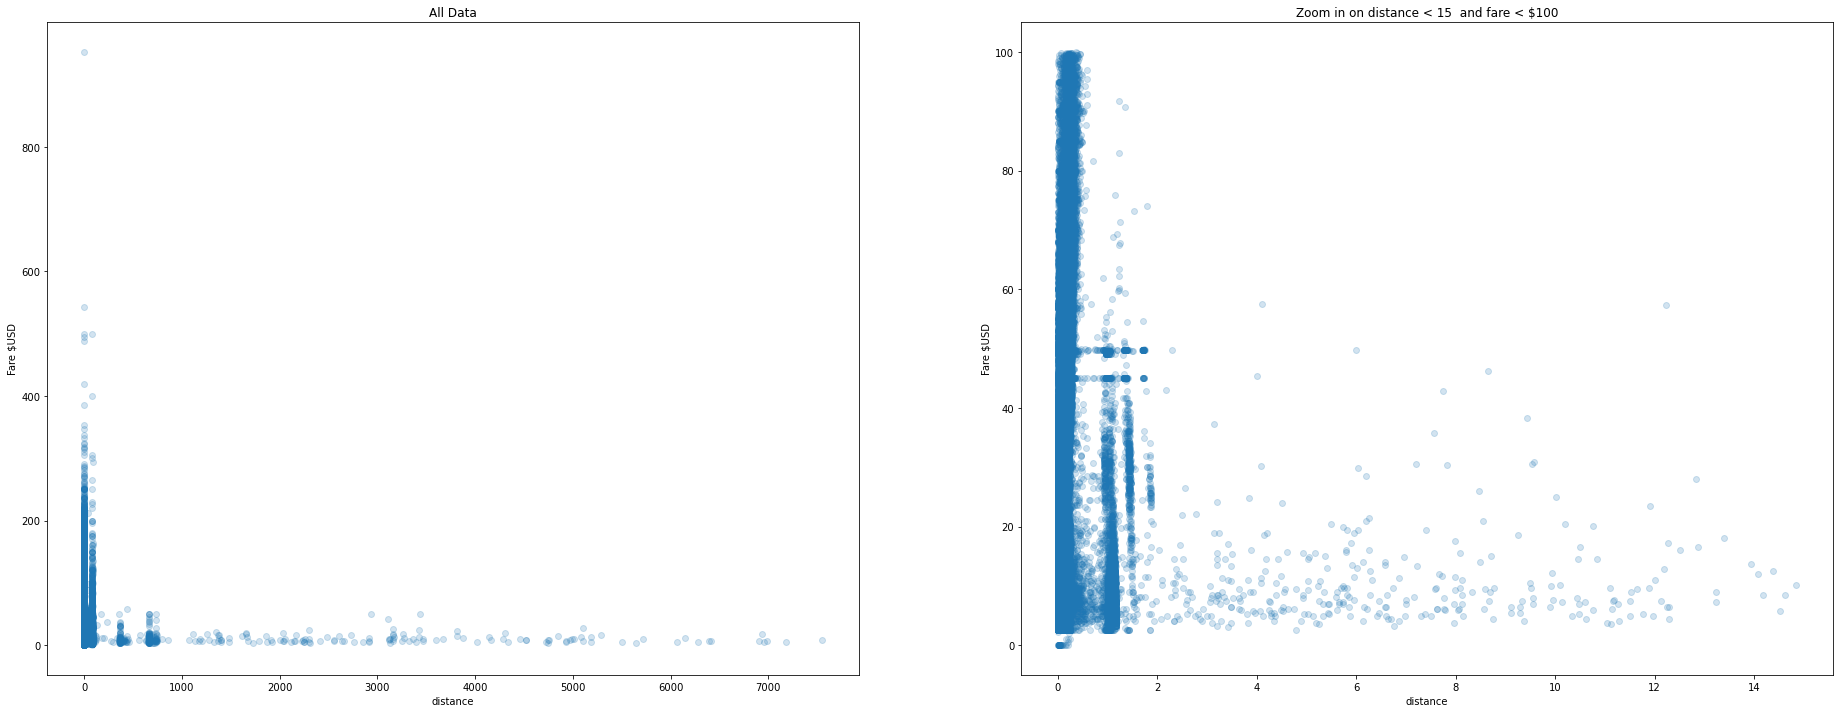 All Data
Fare $USD
800
600
400
200
0
0 1000 2000 3000 4000 5000 6000 7000
distance
Zoom in on distance < 15  and fare < $100
Fare $USD
100
80
60
40
20
0
0 2 4 6 8 10 12 14
distance